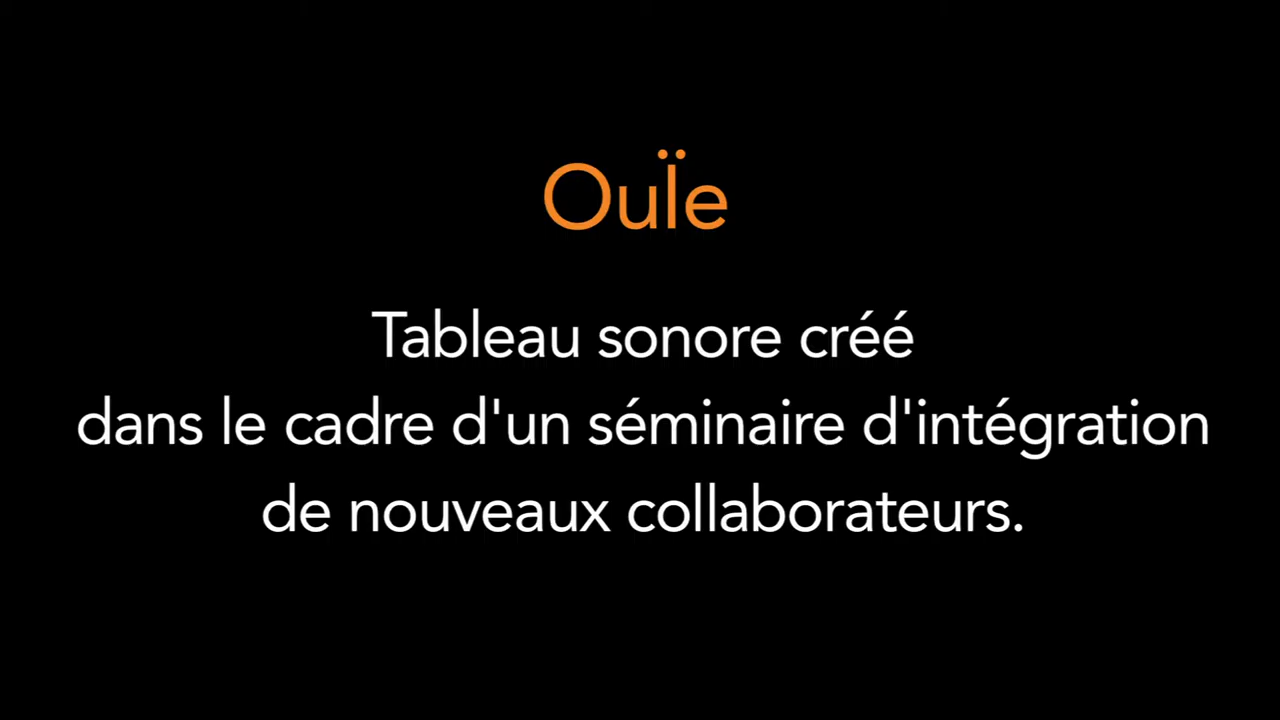 OuÏe
Tableau sonore créé
dans le cadre d'un séminaire d'intégration
de nouveaux collaborateurs.